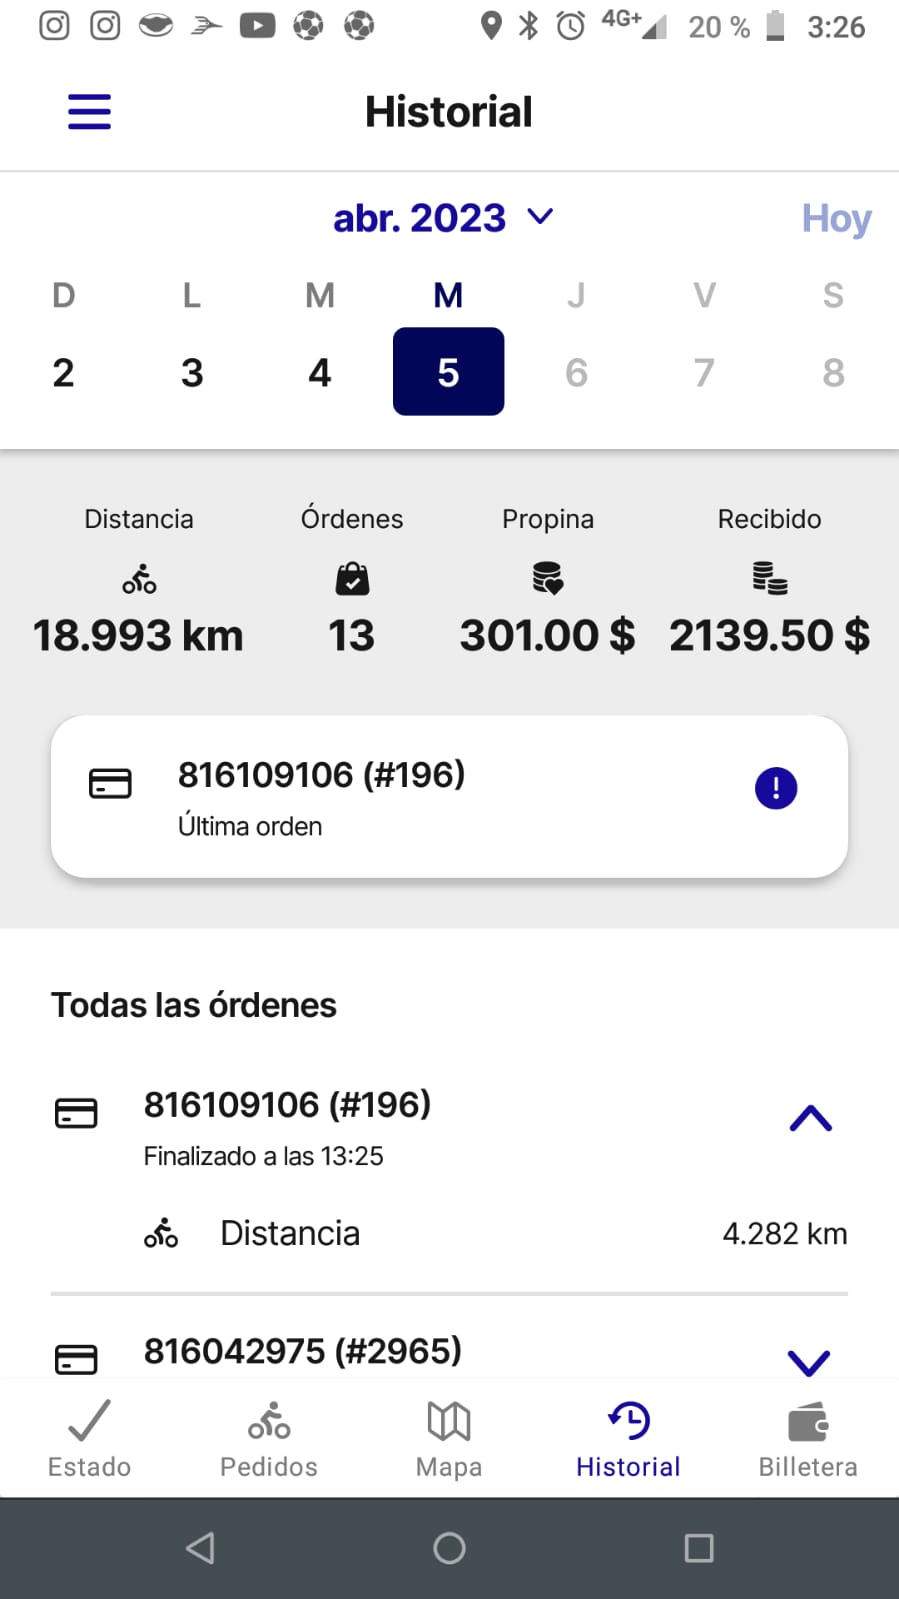 4G+ 20 % 3:26
Historial
abr. 2023 Hoy
D L M M J V S
2 3 4 5 6 7 8
Distancia Órdenes Propina Recibido
18.993 km 13 301.00 $ 2139.50 $
816109106 (#196)
Última orden
Todas las órdenes
816109106 (#196)
Finalizado a las 13:25
Distancia 4.282 km
816042975 (#2965)
Estado Pedidos Mapa Historial Billetera